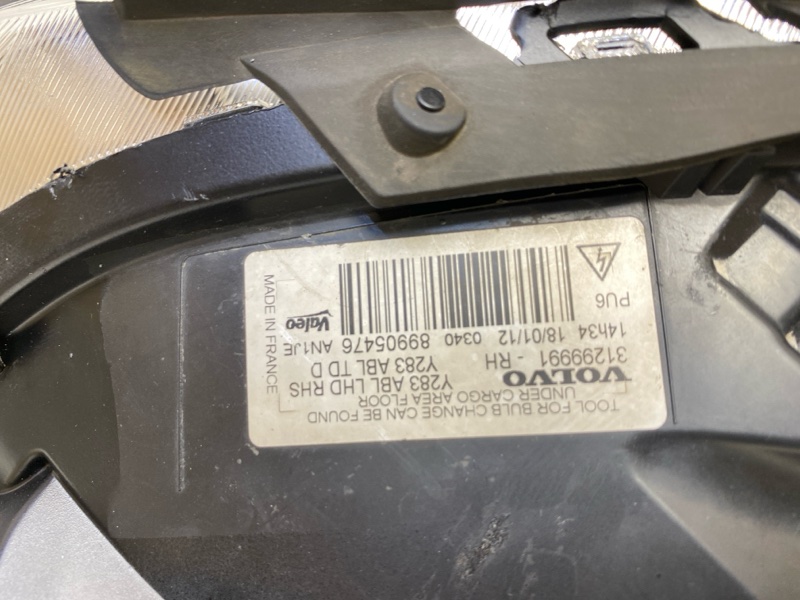 TOOL FOR BULB CHANGE CAN BE FOUND
UNDER CARGO AREA FLOOR
VOLVO
Y283 ABL LHD RHS
31299991 - RH
Y283 ABL TD D
14h34 18/01/12 0340 89905476 AN1JE
PU6
Valeo
MADE IN FRANCE